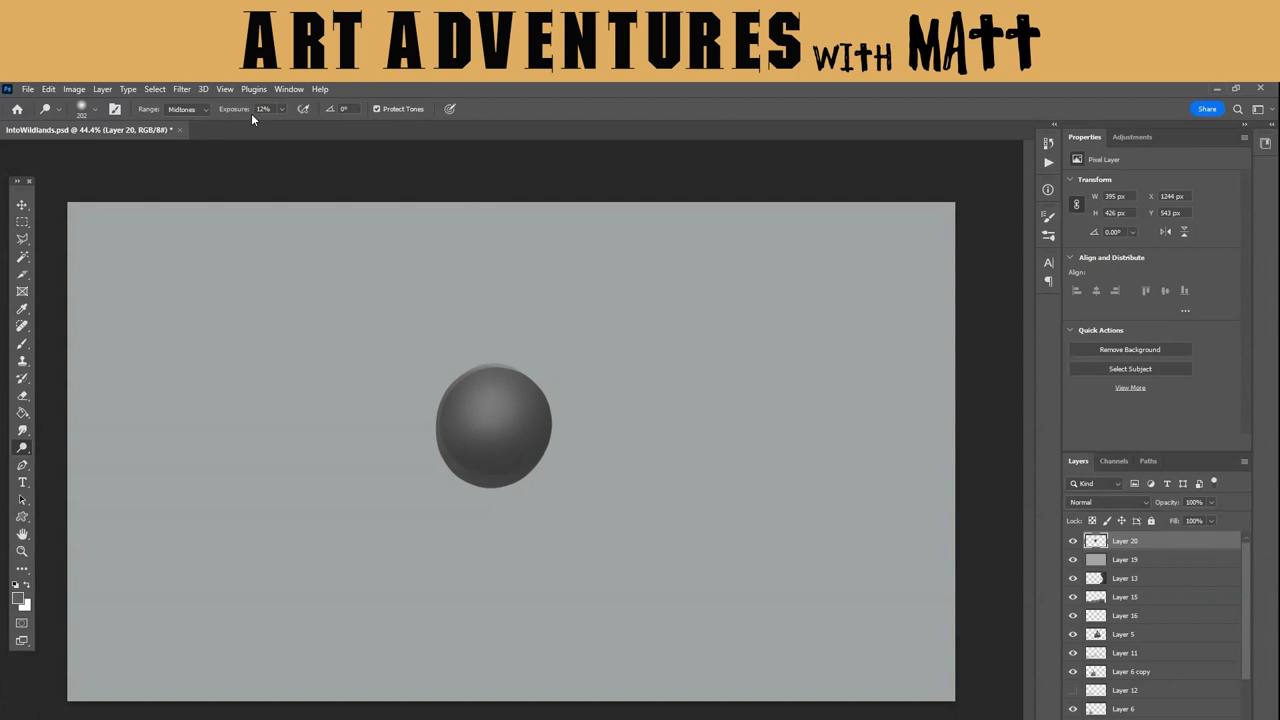 ART ADVENTURES WITH MATT
Ps File Edit Image Layer Type Select Filter 3D View Plugins Window Help
202 Range: Midtones Exposure: 12% 0° Protect Tones Share
IntoWildlands.psd @ 44.4% (Layer 20, RGB/8#) * ×
Properties Adjustments
Pixel Layer
Transform
W 395 px X 1244 px
H 426 px Y 543 px
0.00°
Align and Distribute
Align:
Quick Actions
Remove Background
Select Subject
View More
Layers Channels Paths
Kind
Normal Opacity: 100%
Lock: Fill: 100%
Layer 20
Layer 19
Layer 13
Layer 15
Layer 16
Layer 5
Layer 11
Layer 6 copy
Layer 12
Layer 6